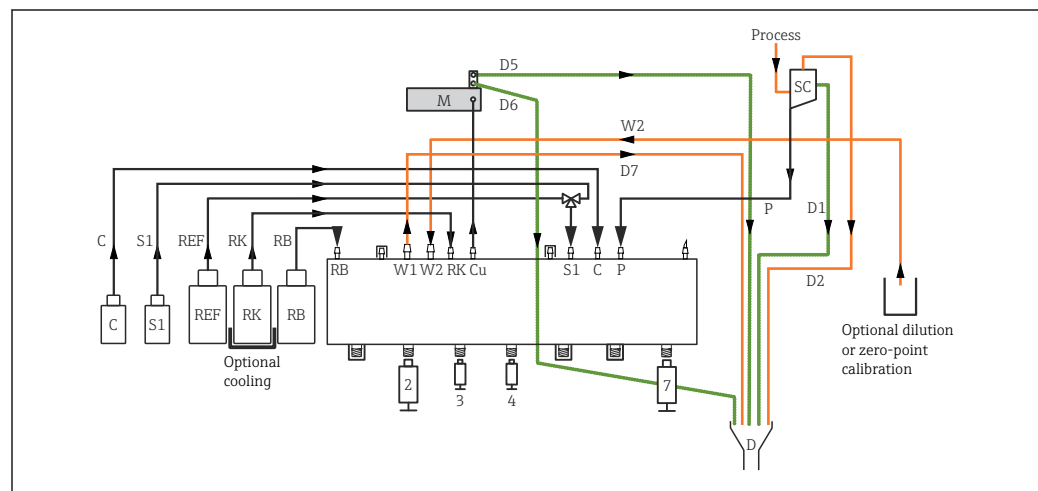 Process
D5
SC
M
D6
W2
D7
P
D1
C
S1
REF
RK
RB
RB
W1
W2
RK
Cu
S1
C
P
D2
C
S1
REF
RK
RB
Optional
cooling
Optional dilution
or zero-point
calibration
2
3
4
7
D